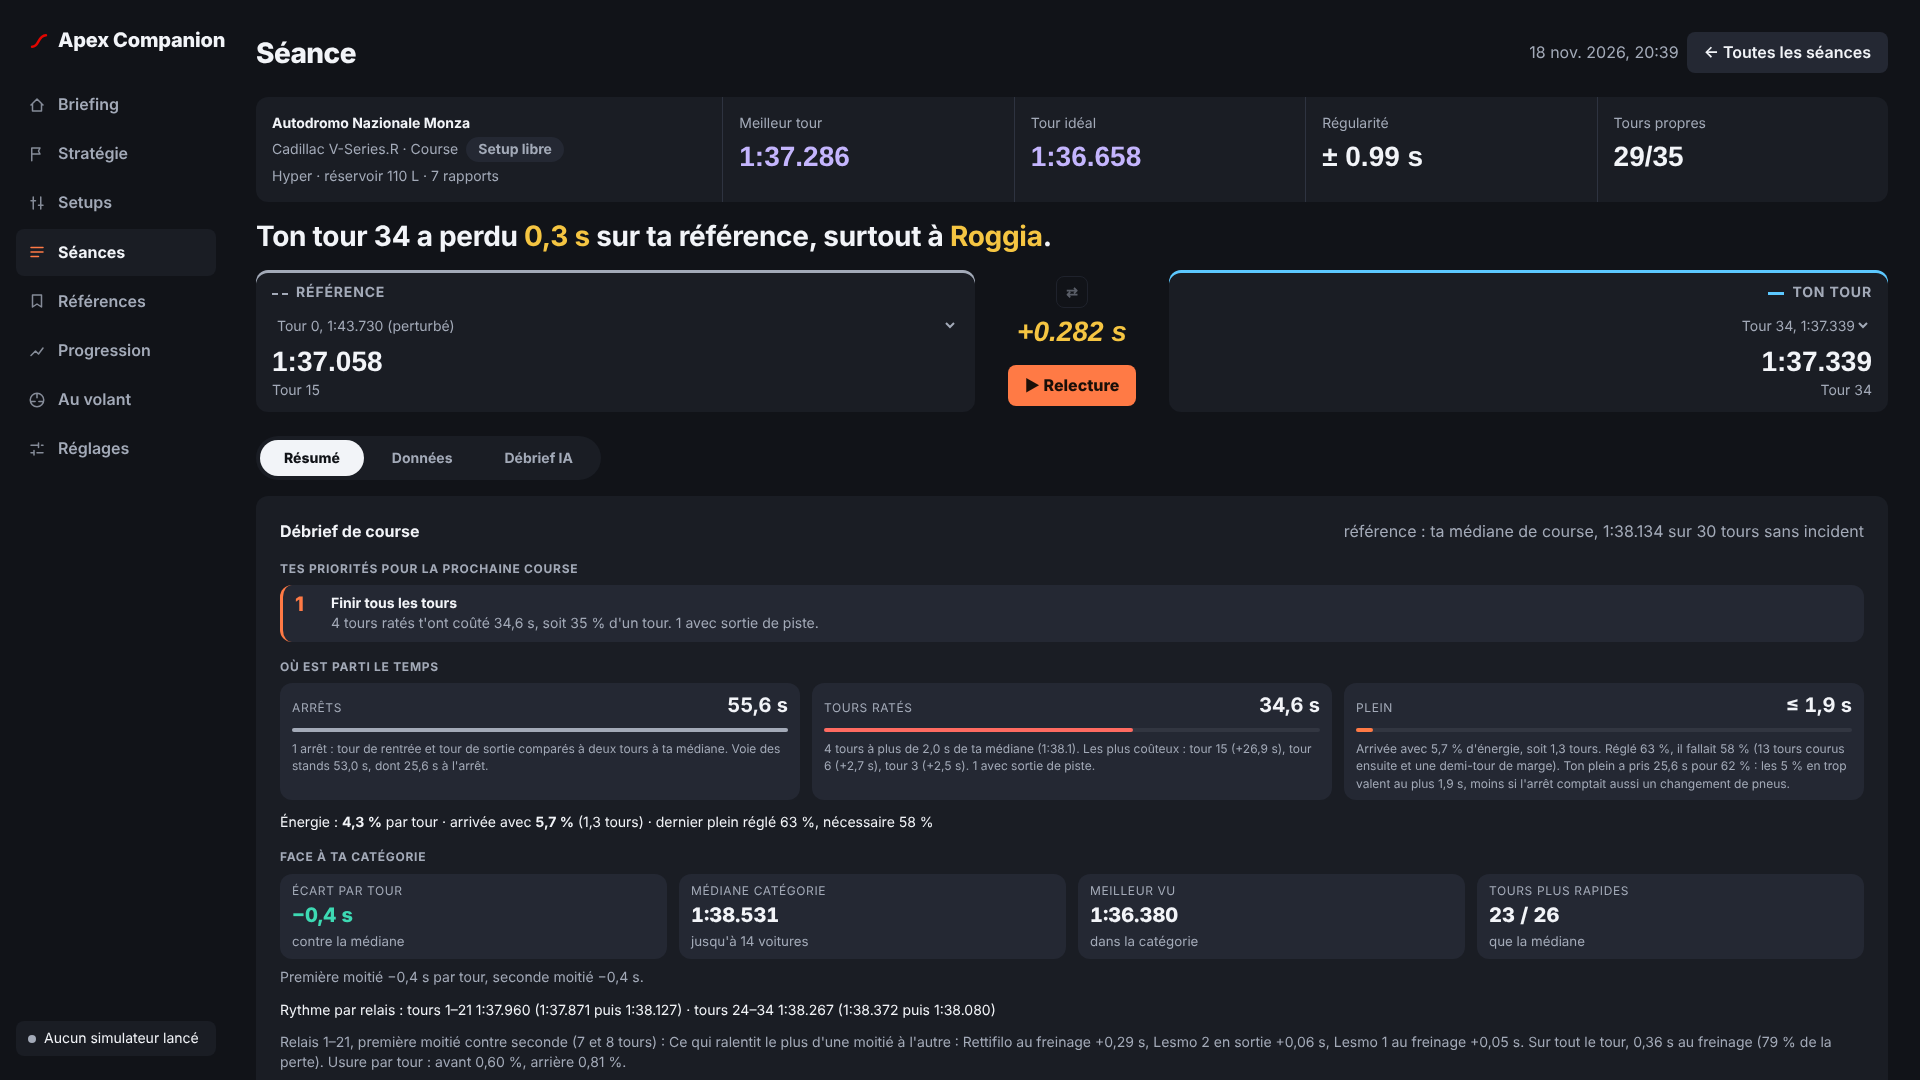 Apex Companion
Briefing
Stratégie
Setups
Séances
Références
Progression
Au volant
Réglages
Aucun simulateur lancé
Séance
18 nov. 2026, 20:39
← Toutes les séances
Autodromo Nazionale Monza
Cadillac V-Series.R · Course Setup libre
Hyper · réservoir 110 L · 7 rapports
Meilleur tour
1:37.286
Tour idéal
1:36.658
Régularité
± 0.99 s
Tours propres
29/35
Ton tour 34 a perdu 0,3 s sur ta référence, surtout à Roggia.
RÉFÉRENCE
Tour 0, 1:43.730 (perturbé)
1:37.058
Tour 15
⇄
+0.282 s
▶ Relecture
TON TOUR
Tour 34, 1:37.339
1:37.339
Tour 34
Résumé
Données
Débrief IA
Débrief de course
référence : ta médiane de course, 1:38.134 sur 30 tours sans incident
TES PRIORITÉS POUR LA PROCHAINE COURSE
1
Finir tous les tours
4 tours ratés t'ont coûté 34,6 s, soit 35 % d'un tour. 1 avec sortie de piste.
OÙ EST PARTI LE TEMPS
ARRÊTS
55,6 s
1 arrêt : tour de rentrée et tour de sortie comparés à deux tours à ta médiane. Voie des
stands 53,0 s, dont 25,6 s à l'arrêt.
TOURS RATÉS
34,6 s
4 tours à plus de 2,0 s de ta médiane (1:38.1). Les plus coûteux : tour 15 (+26,9 s), tour
6 (+2,7 s), tour 3 (+2,5 s). 1 avec sortie de piste.
PLEIN
≤ 1,9 s
Arrivée avec 5,7 % d'énergie, soit 1,3 tours. Réglé 63 %, il fallait 58 % (13 tours courus
ensuite et une demi-tour de marge). Ton plein a pris 25,6 s pour 62 % : les 5 % en trop
valent au plus 1,9 s, moins si l'arrêt comptait aussi un changement de pneus.
Énergie : 4,3 % par tour · arrivée avec 5,7 % (1,3 tours) · dernier plein réglé 63 %, nécessaire 58 %
FACE À TA CATÉGORIE
ÉCART PAR TOUR
−0,4 s
contre la médiane
MÉDIANE CATÉGORIE
1:38.531
jusqu'à 14 voitures
MEILLEUR VU
1:36.380
dans la catégorie
TOURS PLUS RAPIDES
23 / 26
que la médiane
Première moitié −0,4 s par tour, seconde moitié −0,4 s.
Rythme par relais : tours 1–21 1:37.960 (1:37.871 puis 1:38.127) · tours 24–34 1:38.267 (1:38.372 puis 1:38.080)
Relais 1–21, première moitié contre seconde (7 et 8 tours) : Ce qui ralentit le plus d'une moitié à l'autre : Rettifilo au freinage +0,29 s, Lesmo 2 en sortie +0,06 s, Lesmo 1 au freinage +0,05 s. Sur tout le tour, 0,36 s au freinage (79 % de la
perte). Usure par tour : avant 0,60 %, arrière 0,81 %.